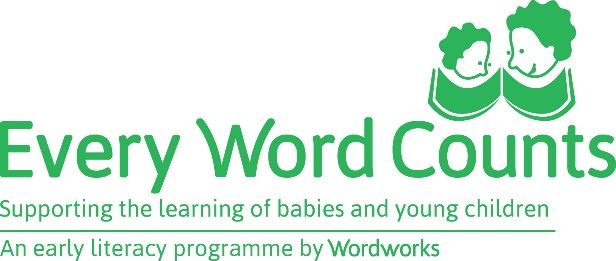 Every Word Counts
Supporting the learning of babies and young children
An early literacy programme by Wordworks